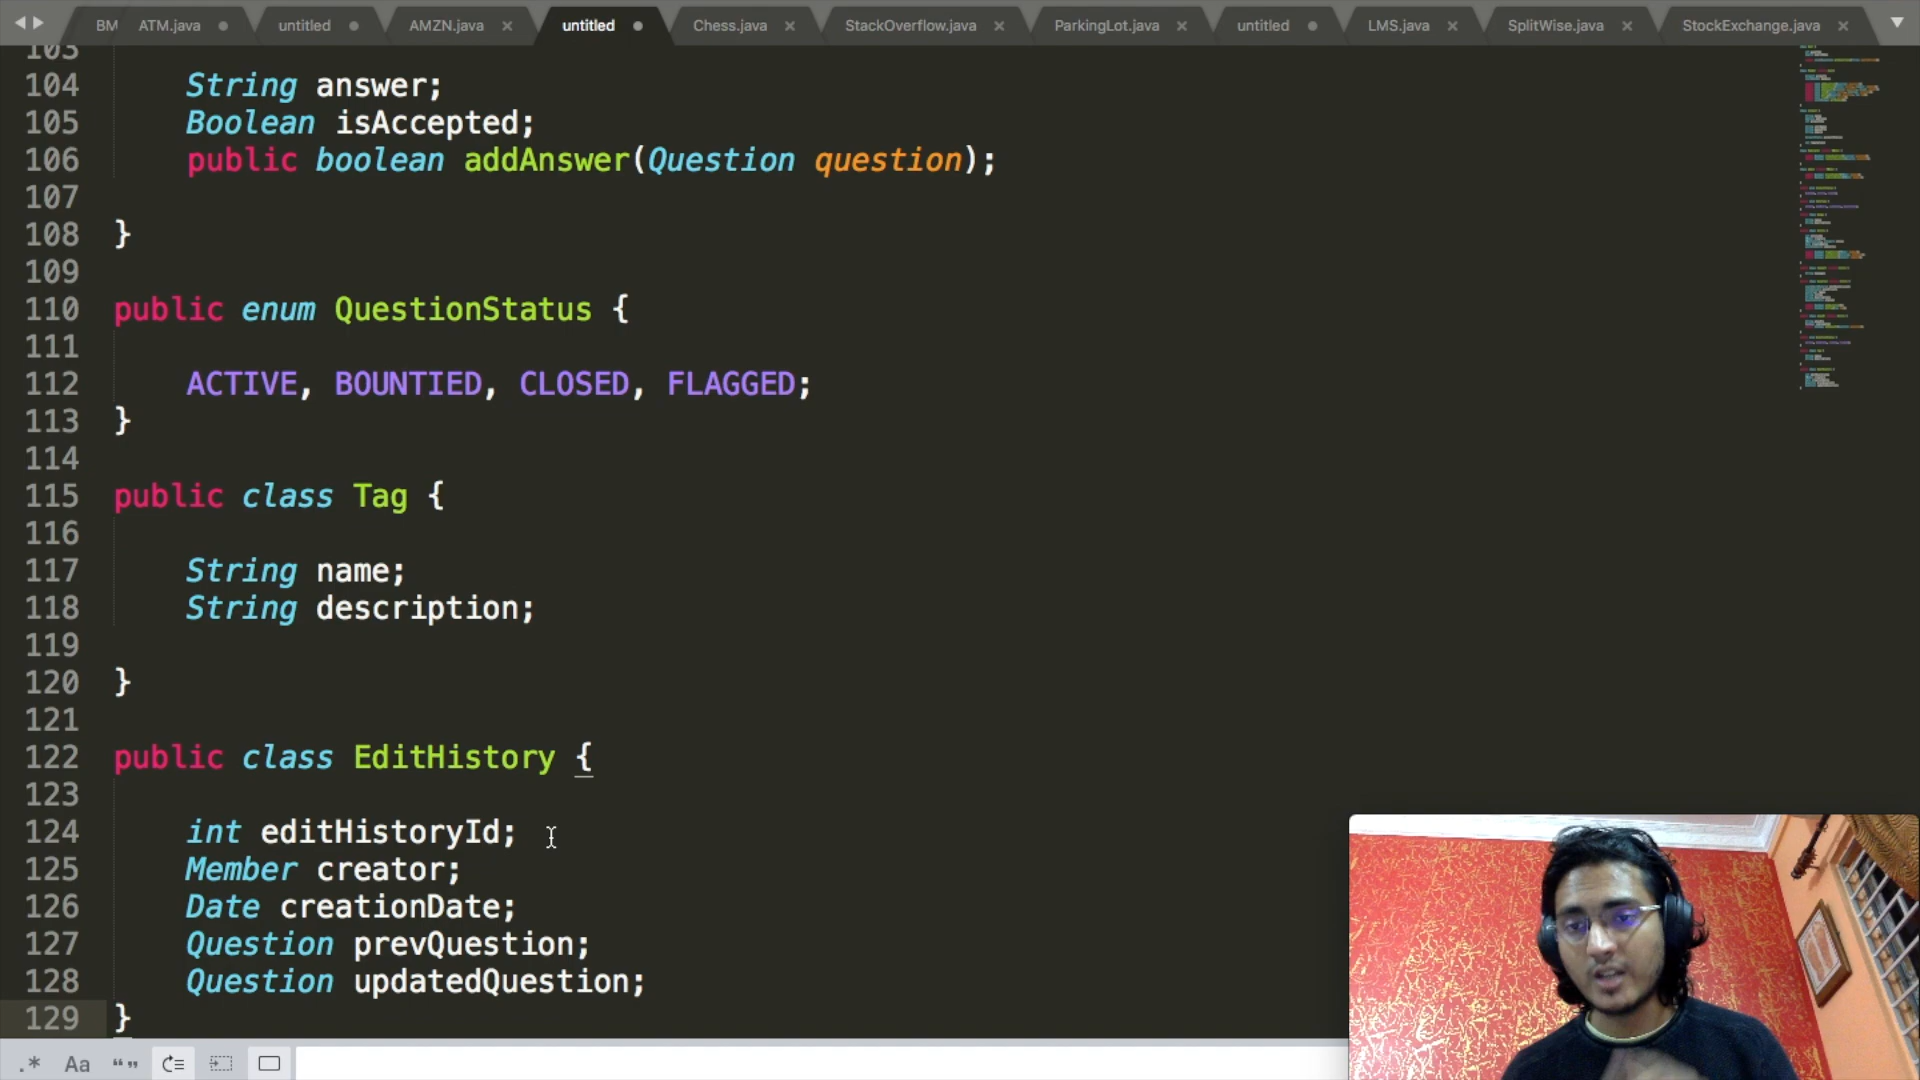 BM ATM.java untitled AMZN.java untitled Chess.java StackOverflow.java ParkingLot.java untitled LMS.java SplitWise.java StockExchange.java
103
104 String answer;
105 Boolean isAccepted;
106 public boolean addAnswer(Question question);
107
108 }
109
110 public enum QuestionStatus {
111
112 ACTIVE, BOUNTIED, CLOSED, FLAGGED;
113 }
114
115 public class Tag {
116
117 String name;
118 String description;
119
120 }
121
122 public class EditHistory {
123
124 int editHistoryId;
125 Member creator;
126 Date creationDate;
127 Question prevQuestion;
128 Question updatedQuestion;
129 }
.* Aa “”